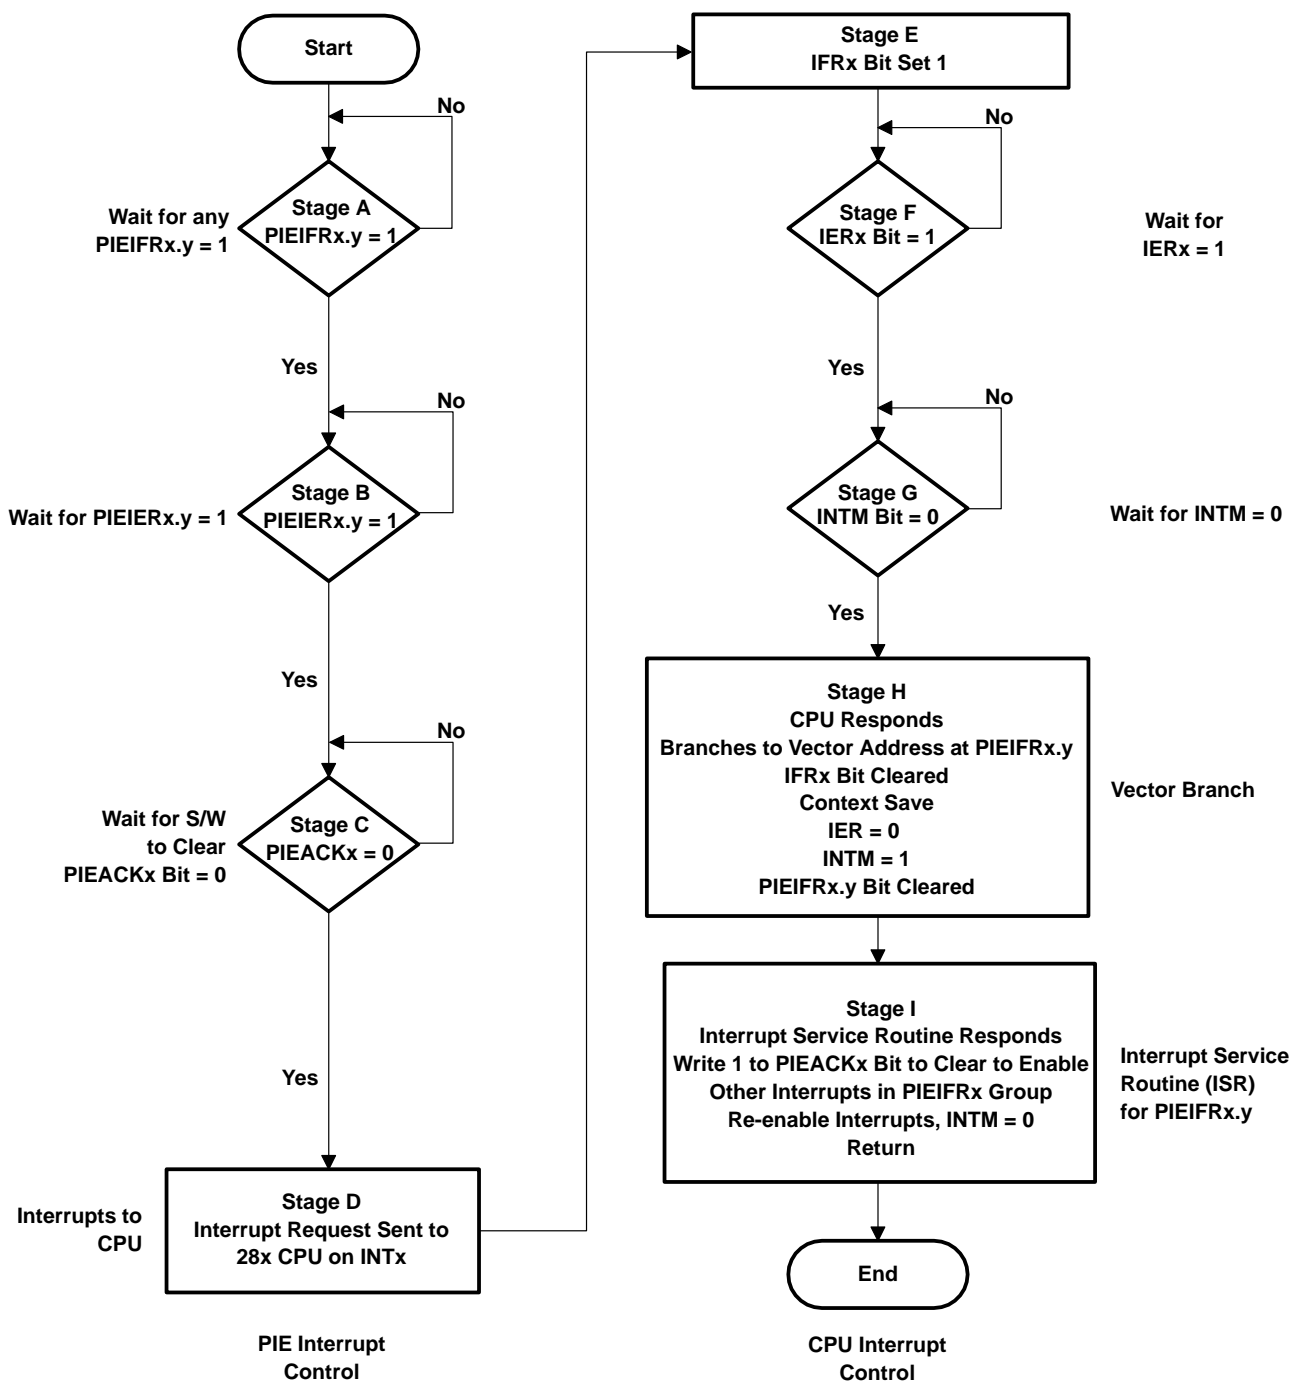 Start
No
Wait for any
PIEIFRx.y = 1
Stage A
PIEIFRx.y = 1
Yes
No
Wait for PIEIERx.y = 1
Stage B
PIEIERx.y = 1
Yes
No
Wait for S/W
to Clear
PIEACKx Bit = 0
Stage C
PIEACKx = 0
Yes
Interrupts to
CPU
Stage D
Interrupt Request Sent to
28x CPU on INTx
PIE Interrupt
Control
Stage E
IFRx Bit Set 1
No
Stage F
IERx Bit = 1
Wait for
IERx = 1
Yes
No
Stage G
INTM Bit = 0
Wait for INTM = 0
Yes
Stage H
CPU Responds
Branches to Vector Address at PIEIFRx.y
IFRx Bit Cleared
Context Save
IER = 0
INTM = 1
PIEIFRx.y Bit Cleared
Vector Branch
Stage I
Interrupt Service Routine Responds
Write 1 to PIEACKx Bit to Clear to Enable
Other Interrupts in PIEIFRx Group
Re-enable Interrupts, INTM = 0
Return
Interrupt Service
Routine (ISR)
for PIEIFRx.y
End
CPU Interrupt
Control